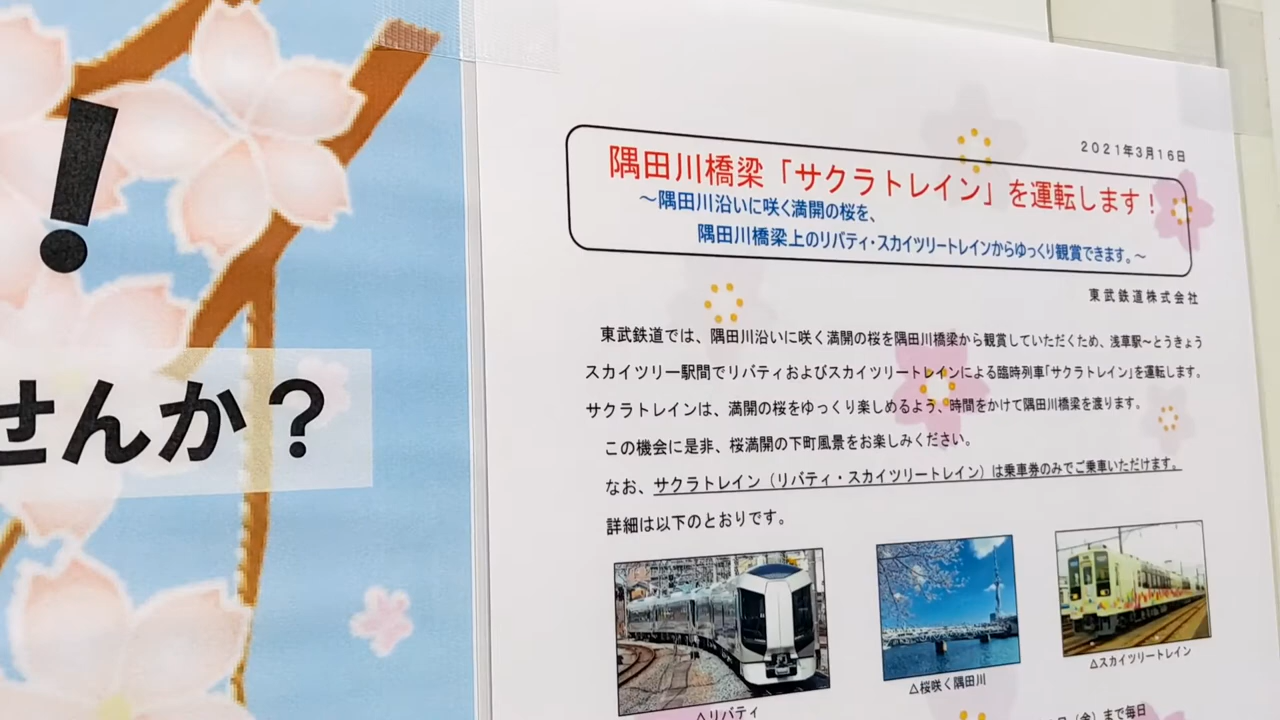 ！
せんか？
2021年3月16日
隅田川橋梁「サクラトレイン」を運転します！
～隅田川沿いに咲く満開の桜を、
隅田川橋梁上のリバティ・スカイツリートレインからゆっくり観賞できます。～
東武鉄道株式会社
東武鉄道では、隅田川沿いに咲く満開の桜を隅田川橋梁から観賞していただくため、浅草駅～とうきょう
スカイツリー駅間でリバティおよびスカイツリートレインによる臨時列車「サクラトレイン」を運転します。
サクラトレインは、満開の桜をゆっくり楽しめるよう、時間をかけて隅田川橋梁を渡ります。
この機会に是非、桜満開の下町風景をお楽しみください。
なお、サクラトレイン（リバティ・スカイツリートレイン）は乗車券のみでご乗車いただけます。
詳細は以下のとおりです。
△リバティ
△桜咲く隅田川
△スカイツリートレイン
（金）まで毎日